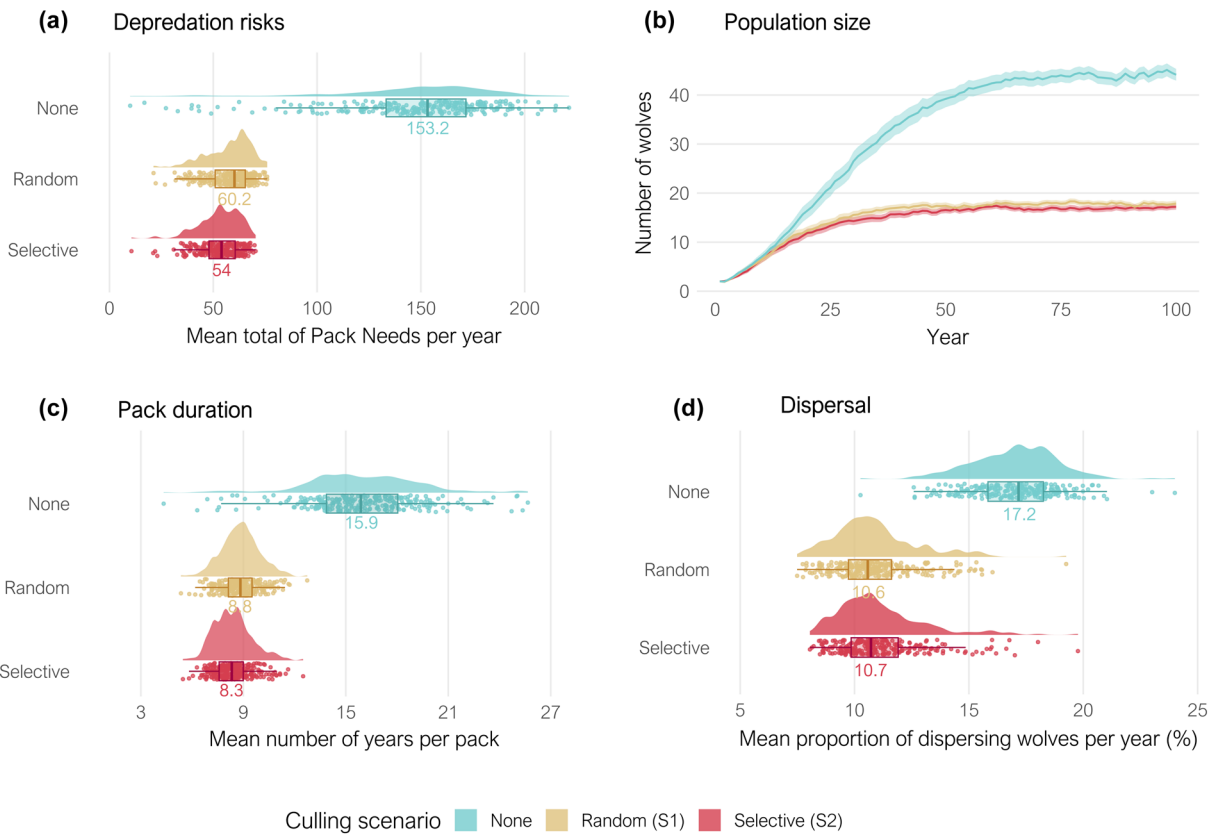 (a) Depredation risks
None
153.2
Random
60.2
Selective
54
0 50 100 150 200
Mean total of Pack Needs per year
(b) Population size
Number of wolves
40
30
20
10
0
0 25 50 75 100
Year
(c) Pack duration
None
15.9
Random
8.8
Selective
8.3
3 9 15 21 27
Mean number of years per pack
(d) Dispersal
None
17.2
Random
10.6
Selective
10.7
5 10 15 20 25
Mean proportion of dispersing wolves per year (%)
Culling scenario None Random (S1) Selective (S2)